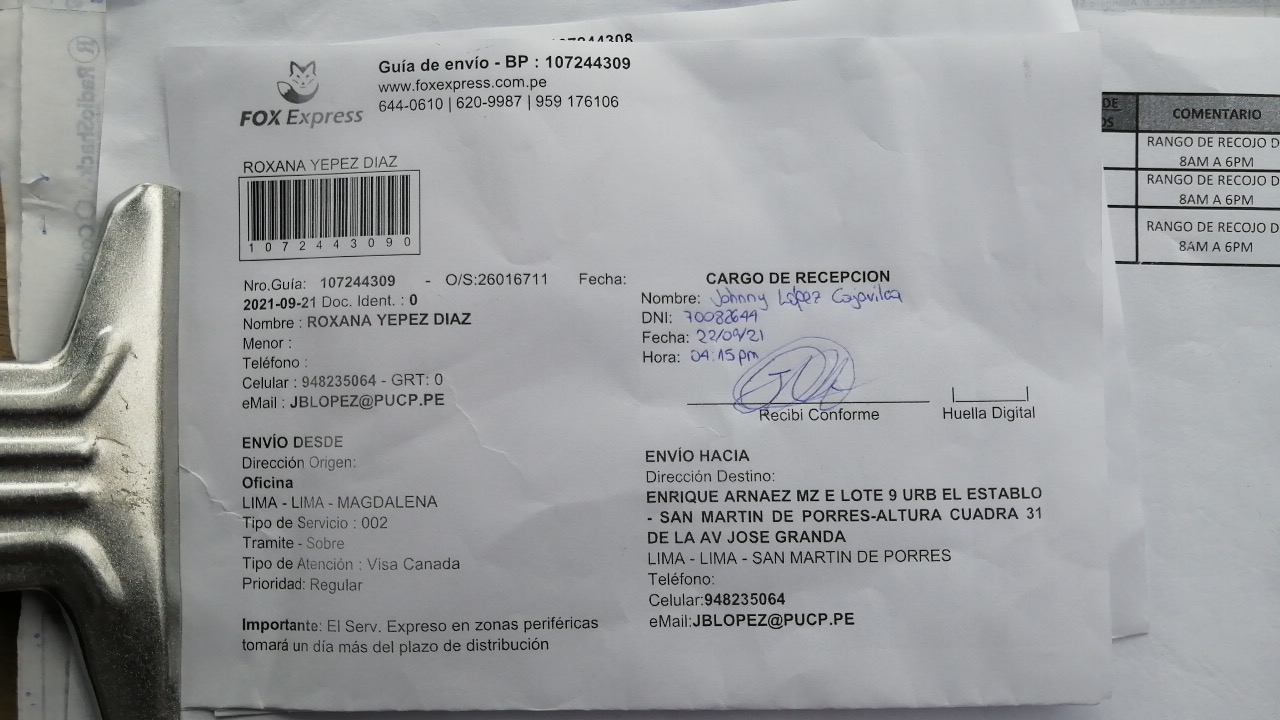 Guía de envío - BP : 107244309
www.foxexpress.com.pe
644-0610 | 620-9987 | 959 176106
FOX Express
ROXANA YEPEZ DIAZ
1072443090
Nro.Guía: 107244309 - O/S:26016711 Fecha:
2021-09-21 Doc. Ident. : 0
Nombre : ROXANA YEPEZ DIAZ
Menor :
Teléfono :
Celular : 948235064 - GRT: 0
eMail : JBLOPEZ@PUCP.PE
CARGO DE RECEPCION
Nombre: Johnny López
DNI: 70082644
Fecha: 22/09/21
Hora: 04:15pm
Recibi Conforme
Huella Digital
ENVÍO DESDE
Dirección Origen:
Oficina
LIMA - LIMA - MAGDALENA
Tipo de Servicio : 002
Tramite - Sobre
Tipo de Atención : Visa Canada
Prioridad: Regular
Importante: El Serv. Expreso en zonas periféricas
tomará un día más del plazo de distribución
ENVÍO HACIA
Dirección Destino:
ENRIQUE ARNAEZ MZ E LOTE 9 URB EL ESTABLO
- SAN MARTIN DE PORRES-ALTURA CUADRA 31
DE LA AV JOSE GRANDA
LIMA - LIMA - SAN MARTIN DE PORRES
Teléfono:
Celular:948235064
eMail:JBLOPEZ@PUCP.PE
DE
OS
COMENTARIO
RANGO DE RECOJO D
8AM A 6PM
RANGO DE RECOJO D
8AM A 6PM
RANGO DE RECOJO D
8AM A 6PM
RadioShack